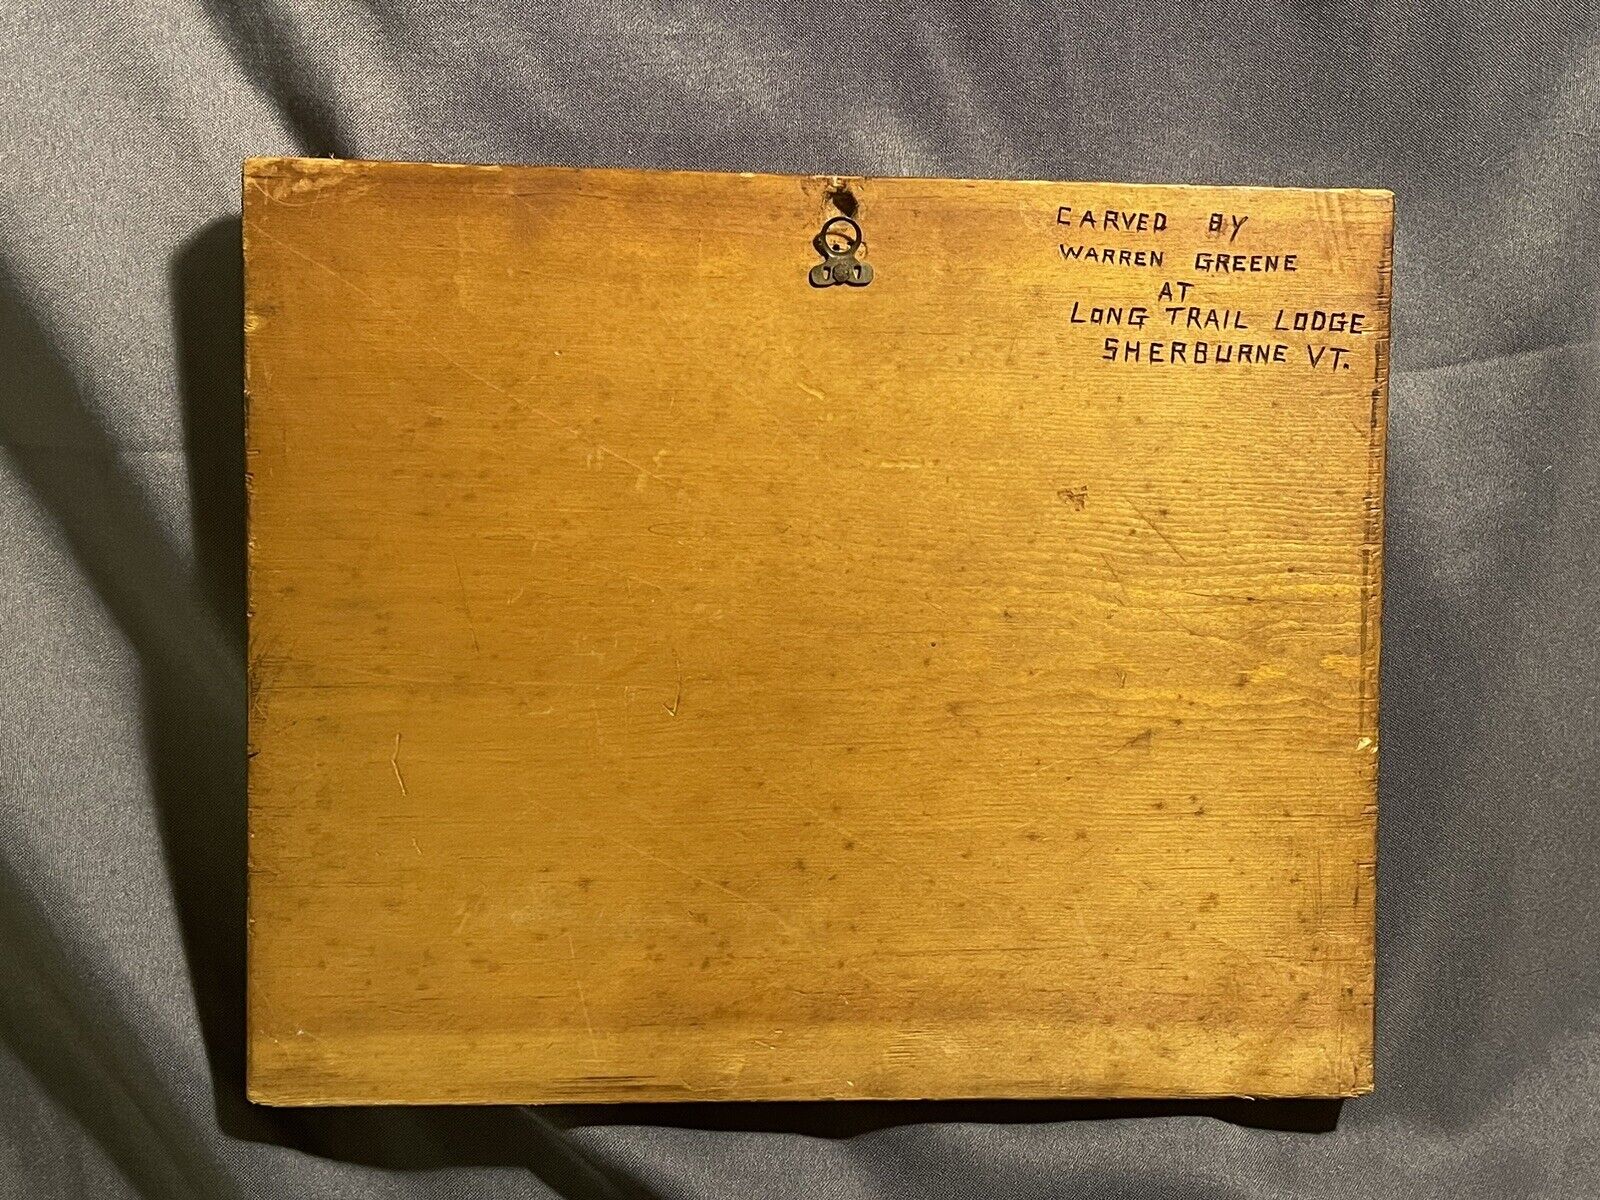 CARVED BY
WARREN GREENE
AT
LONG TRAIL LODGE
SHERBURNE VT.